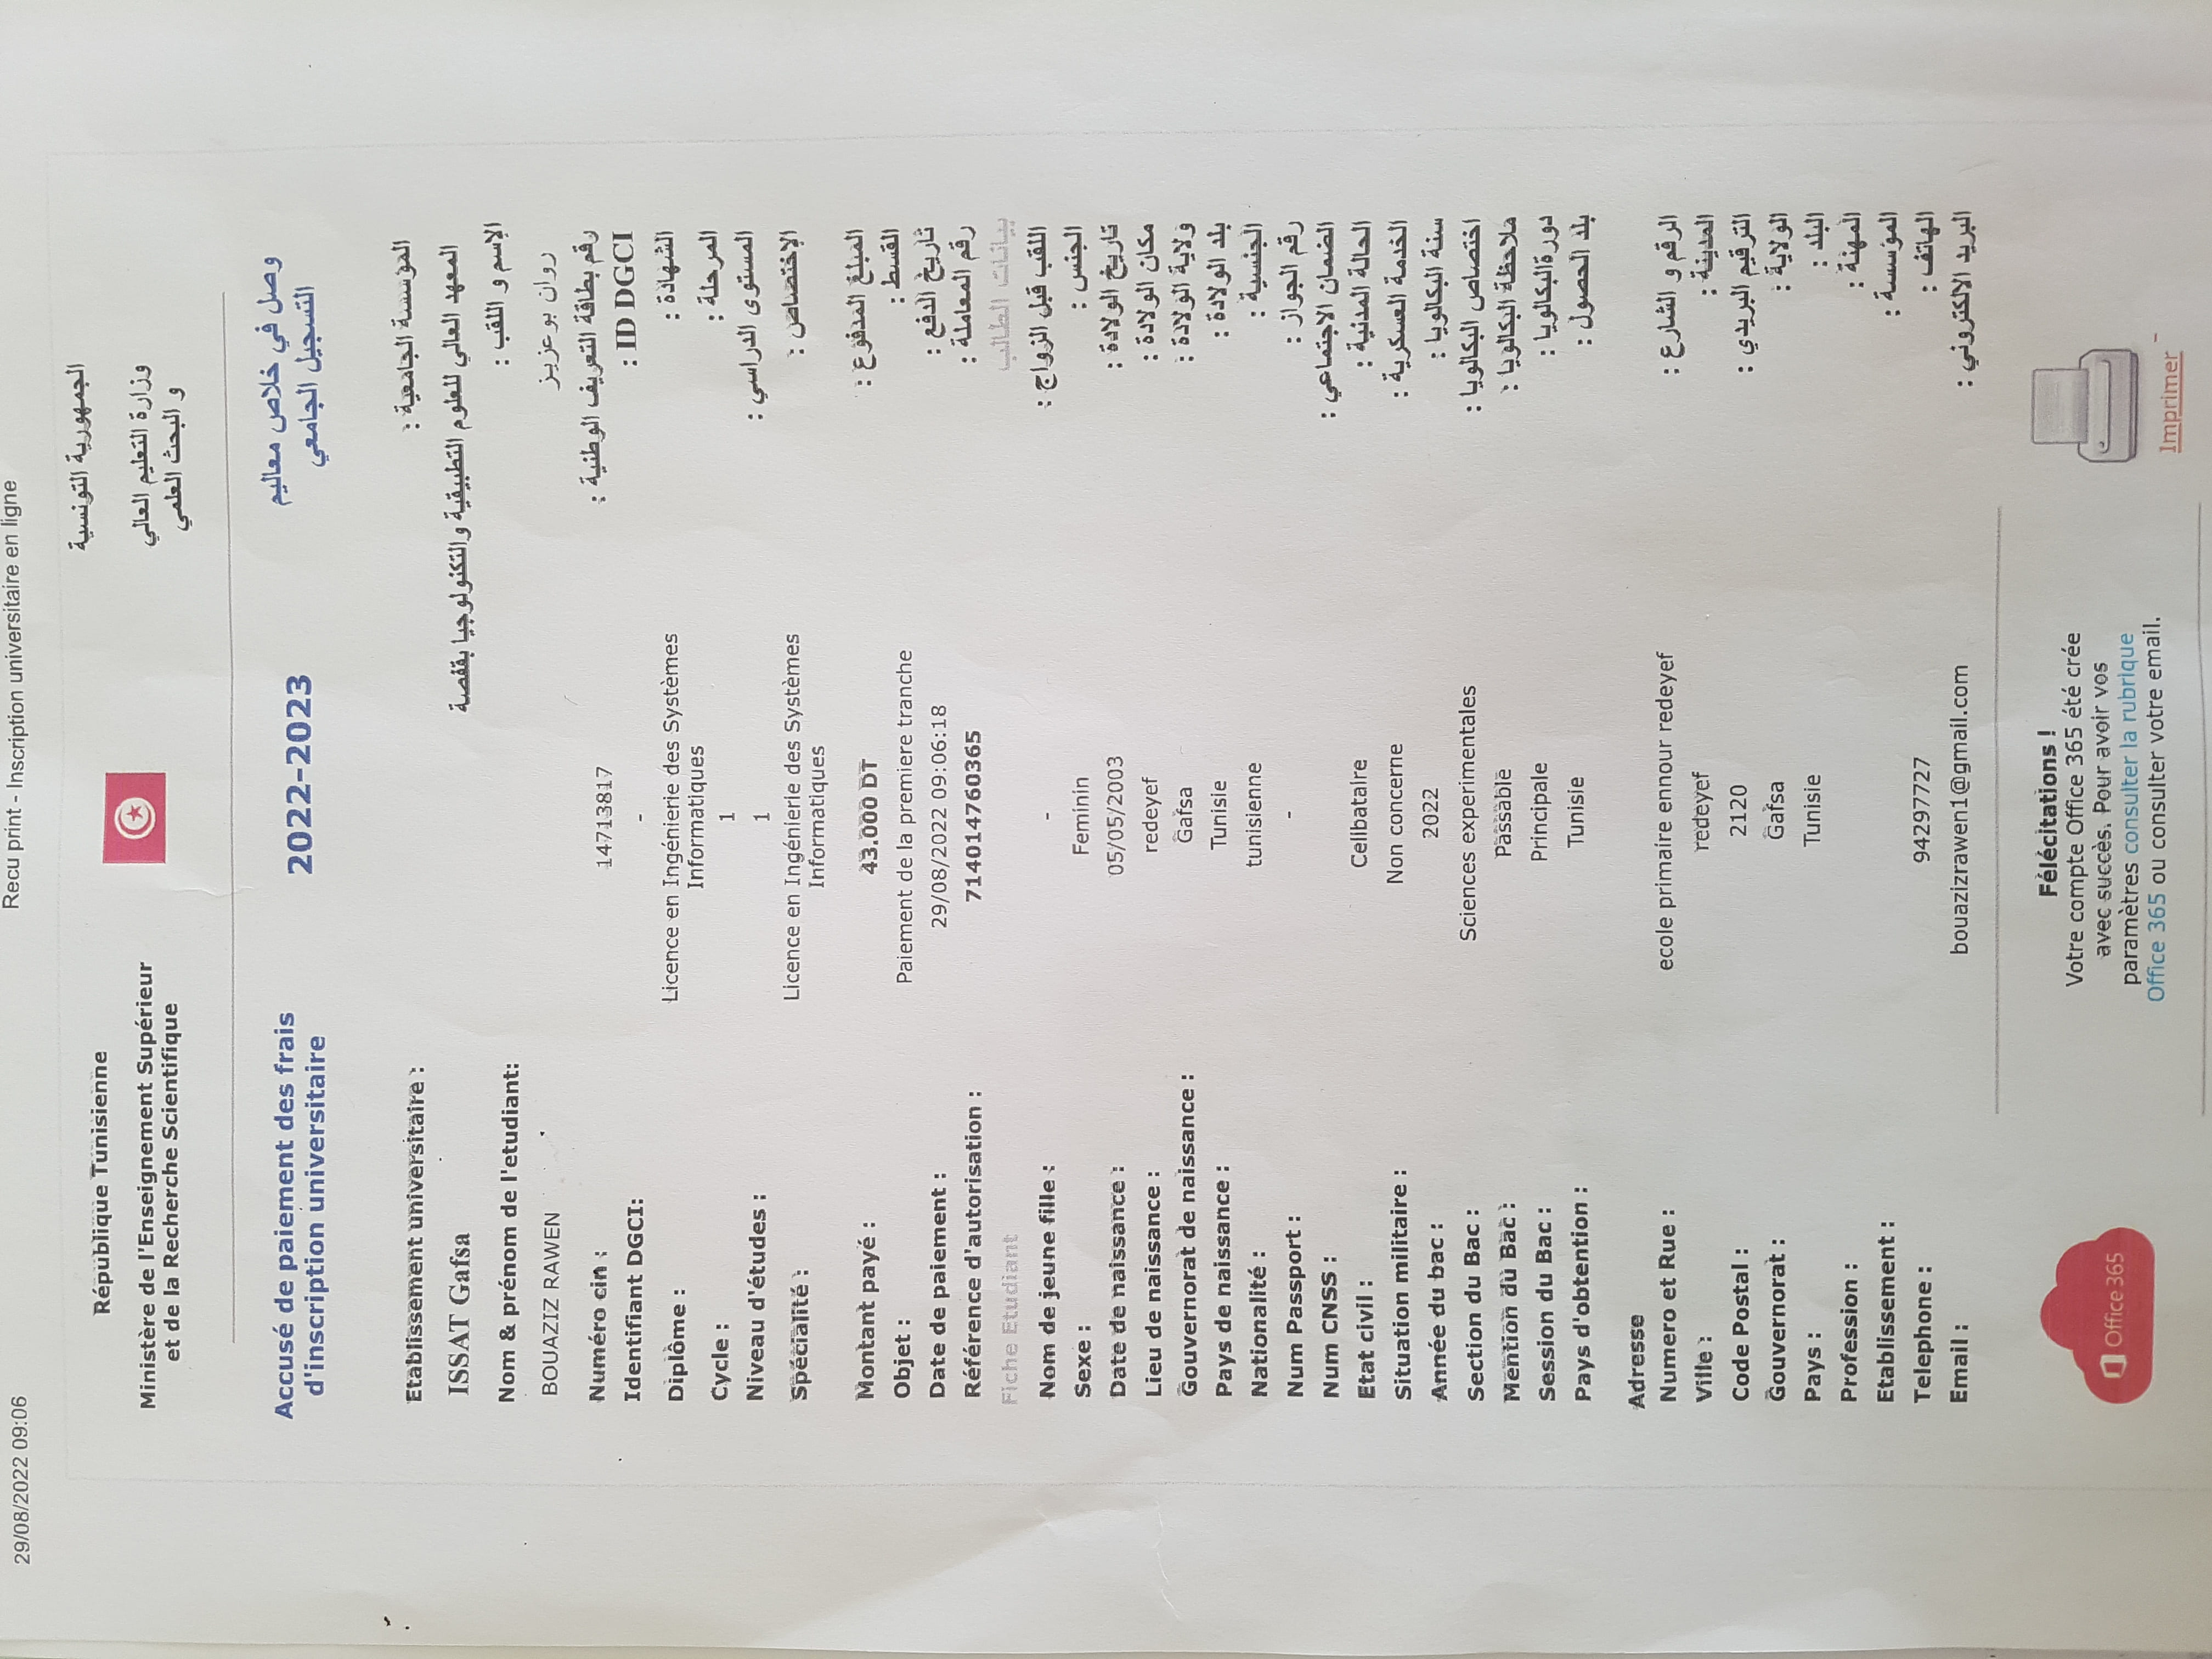 29/08/2022 09:06 Recu print - Inscription universitaire en ligne
République Tunisienne الجمهورية التونسية
Ministère de l'Enseignement Supérieur وزارة التعليم العالي
et de la Recherche Scientifique و البحث العلمي
Accusé de paiement des frais 2022-2023 وصل في خلاص معاليم
d'inscription universitaire التسجيل الجامعي
Etablissement universitaire : المؤسسة الجامعية :
ISSAT Gafsa المعهد العالي للعلوم التطبيقية والتكنولوجيا بقفصة
Nom & prénom de l'etudiant: الإسم و اللقب :
BOUAZIZ RAWEN روان بوعزيز
Numéro cin : 14713817 رقم بطاقة التعريف الوطنية :
Identifiant DGCI: - ID DGCI :
Diplôme : Licence en Ingénierie des Systèmes الشهادة :
Informatiques
Cycle : 1 المرحلة :
Niveau d'études : 1 المستوى الدراسي :
Spécialité : Licence en Ingénierie des Systèmes الإختصاص :
Informatiques
Montant payé : 43.000 DT المبلغ المدفوع :
Objet : Paiement de la premiere tranche القسط :
Date de paiement : 29/08/2022 09:06:18 تاريخ الدفع :
Référence d'autorisation : 714014760365 رقم المعاملة :
Fiche Etudiant بيانات الطالب
Nom de jeune fille : - اللقب قبل الزواج :
Sexe : Feminin الجنس :
Date de naissance : 05/05/2003 تاريخ الولادة :
Lieu de naissance : redeyef مكان الولادة :
Gouvernorat de naissance : Gafsa ولاية الولادة :
Pays de naissance : Tunisie بلد الولادة :
Nationalité : tunisienne الجنسية :
Num Passport : - رقم الجواز :
Num CNSS : الضمان الاجتماعي :
Etat civil : Celibataire الحالة المدنية :
Situation militaire : Non concerne الخدمة العسكرية :
Année du bac : 2022 سنة البكالويا :
Section du Bac : Sciences experimentales اختصاص البكالويا :
Mention du Bac : Passable ملاحظة البكالويا :
Session du Bac : Principale دورةالبكالويا :
Pays d'obtention : Tunisie بلد الحصول :
Adresse
Numero et Rue : ecole primaire ennour redeyef الرقم و الشارع :
Ville : redeyef المدينة :
Code Postal : 2120 الترقيم البريدي :
Gouvernorat : Gafsa الولاية :
Pays : Tunisie البلد :
Profession : المهنة :
Etablissement : المؤسسة :
Telephone : 94297727 الهاتف :
Email : bouazizrawen1@gmail.com البريد الالكتروني :
Office 365
Félécitations !
Votre compte Office 365 été crée
avec succès. Pour avoir vos
paramètres consulter la rubrique
Office 365 ou consulter votre email.
Imprimer